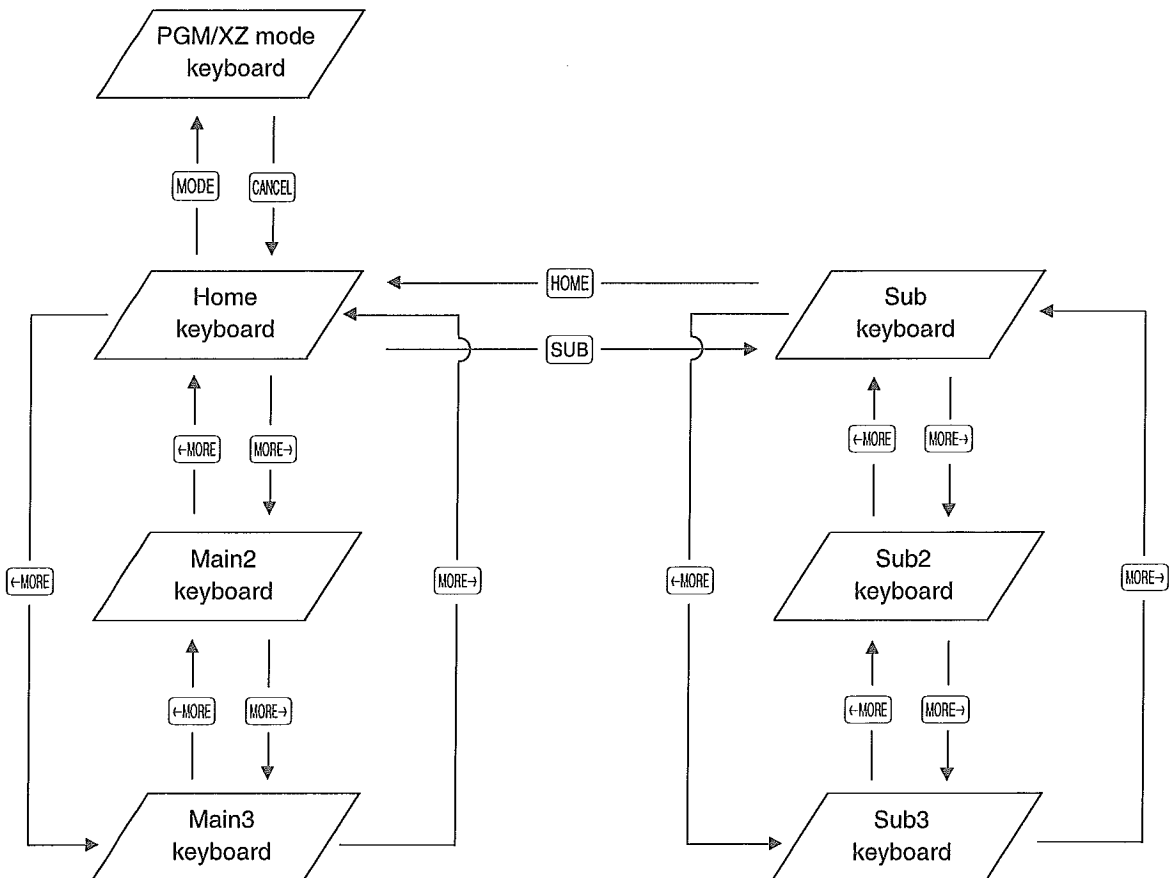 PGM/XZ mode
keyboard
MODE
CANCEL
Home
keyboard
HOME
SUB
Sub
keyboard
←MORE
MORE→
←MORE
MORE→
←MORE
Main2
keyboard
MORE→
←MORE
Sub2
keyboard
MORE→
←MORE
MORE→
←MORE
MORE→
Main3
keyboard
Sub3
keyboard